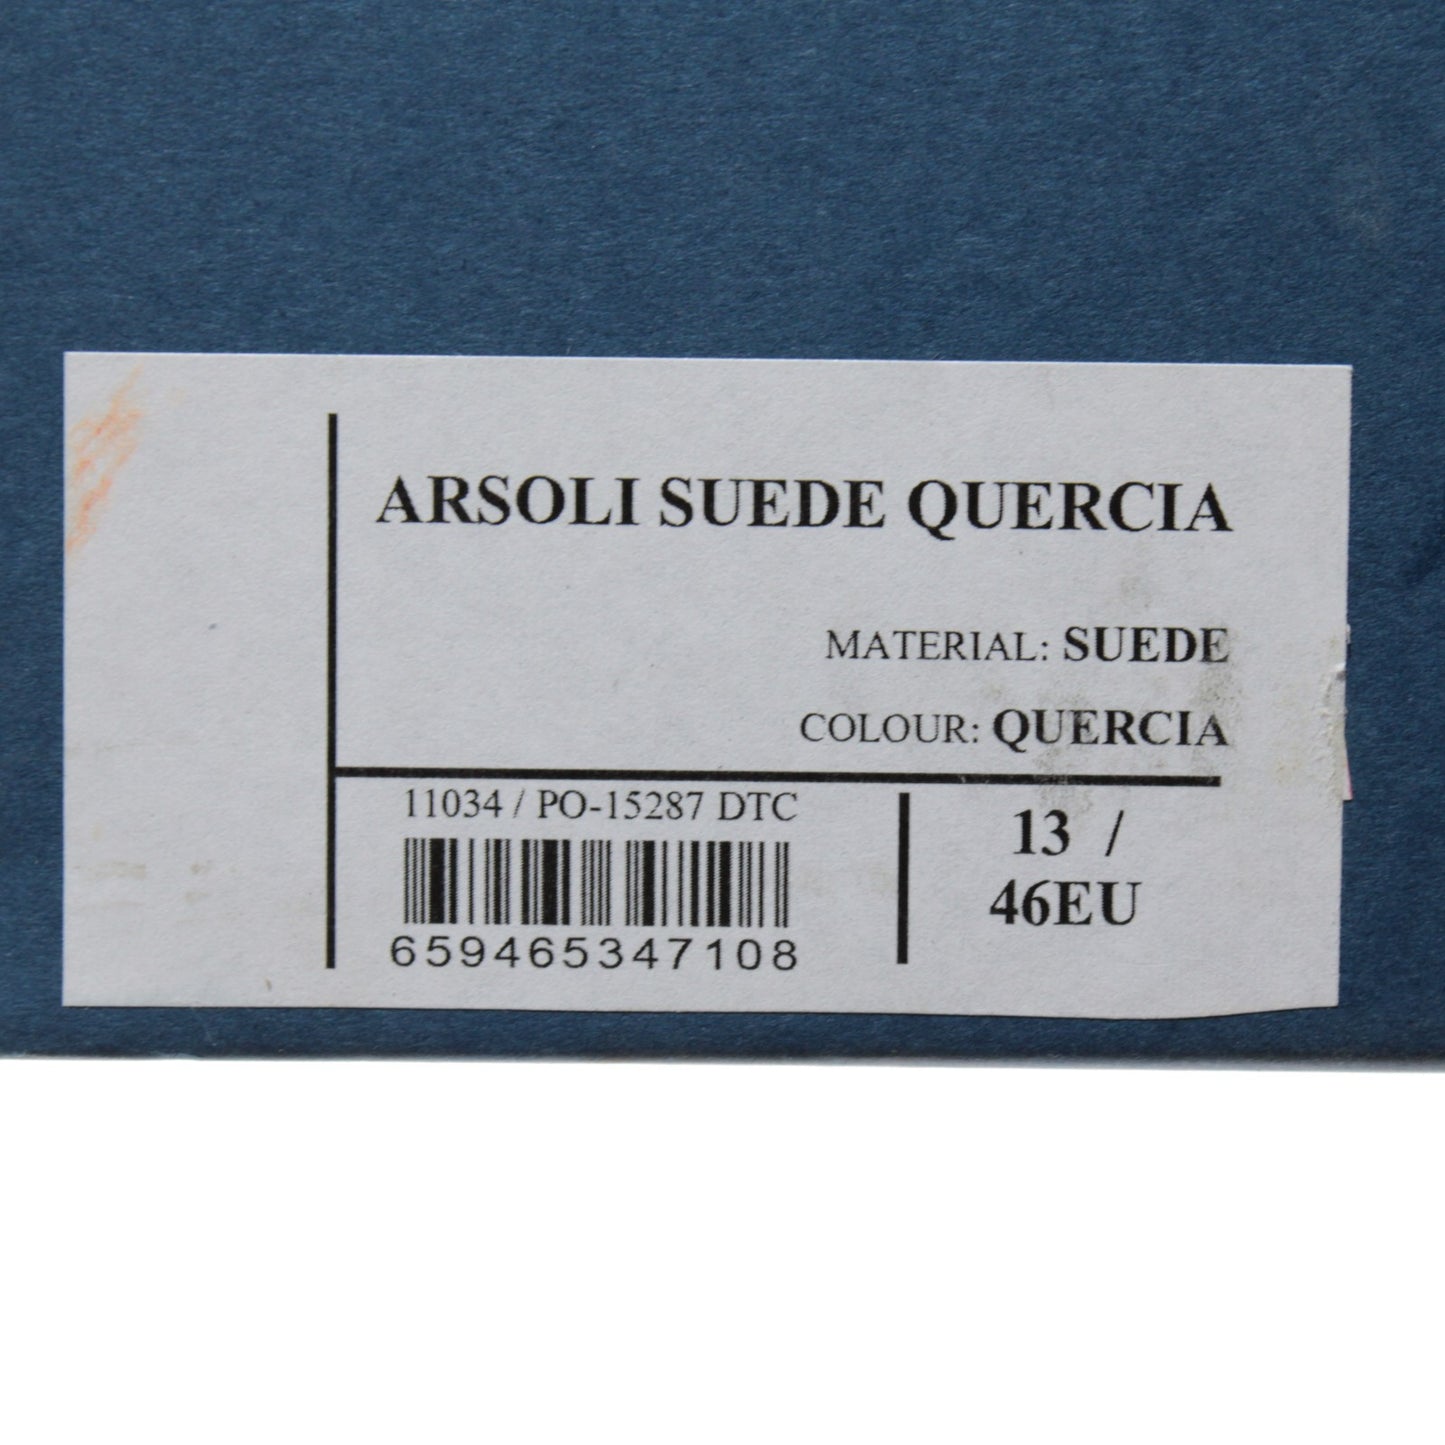 ARSOLI SUEDE QUERCIA
MATERIAL: SUEDE
COLOUR: QUERCIA
11034 / PO-15287 DTC
659465347108
13 /
46EU